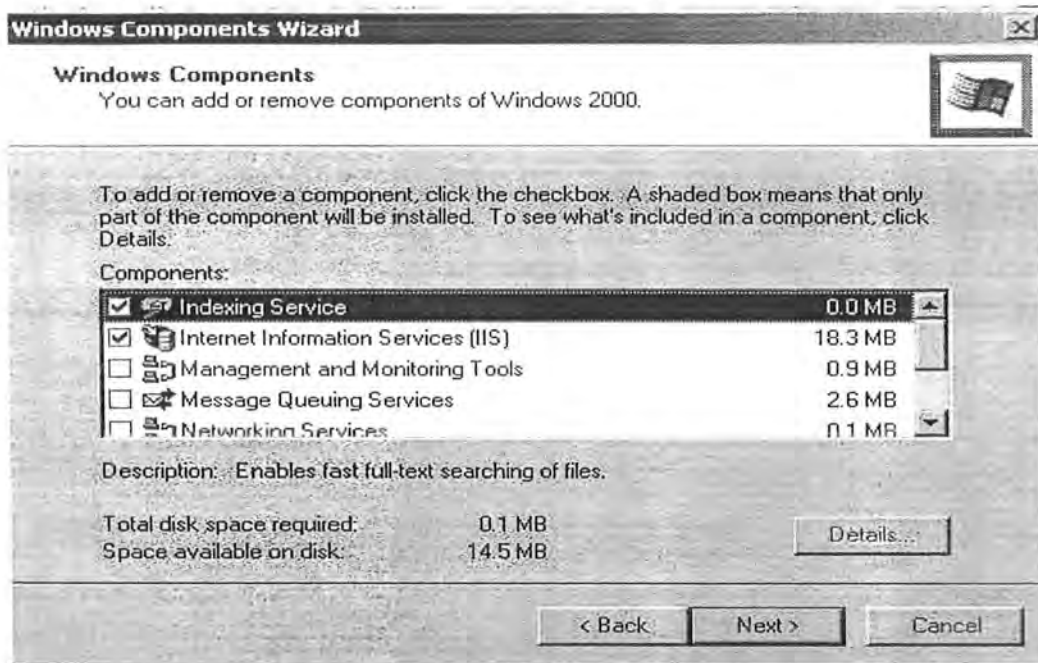 Windows Components Wizard
Windows Components
You can add or remove components of Windows 2000.
To add or remove a component, click the checkbox. A shaded box means that only
part of the component will be installed. To see what's included in a component, click
Details.
Components:
Indexing Service 0.0 MB
Internet Information Services (IIS) 18.3 MB
Management and Monitoring Tools 0.9 MB
Message Queuing Services 2.6 MB
Networking Services 0.1 MB
Description: Enables fast full-text searching of files.
Total disk space required: 0.1 MB
Space available on disk: 14.5 MB
Details...
< Back Next > Cancel